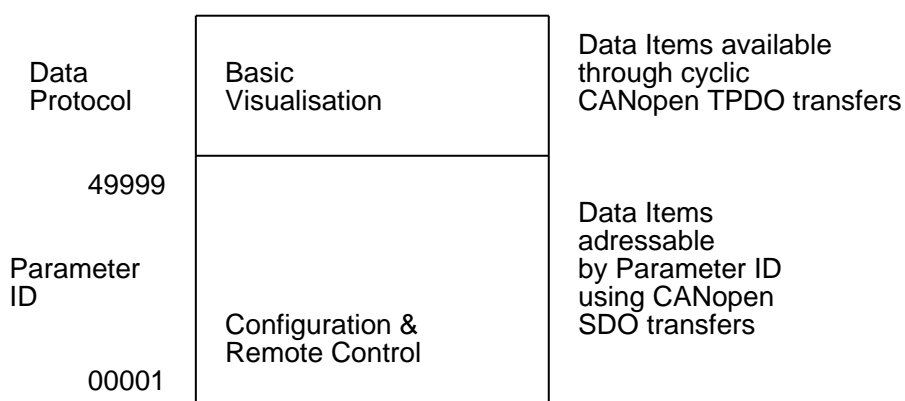 Data
Protocol
Basic
Visualisation
Data Items available
through cyclic
CANopen TPDO transfers
49999
Parameter
ID
00001
Configuration &
Remote Control
Data Items
adressable
by Parameter ID
using CANopen
SDO transfers